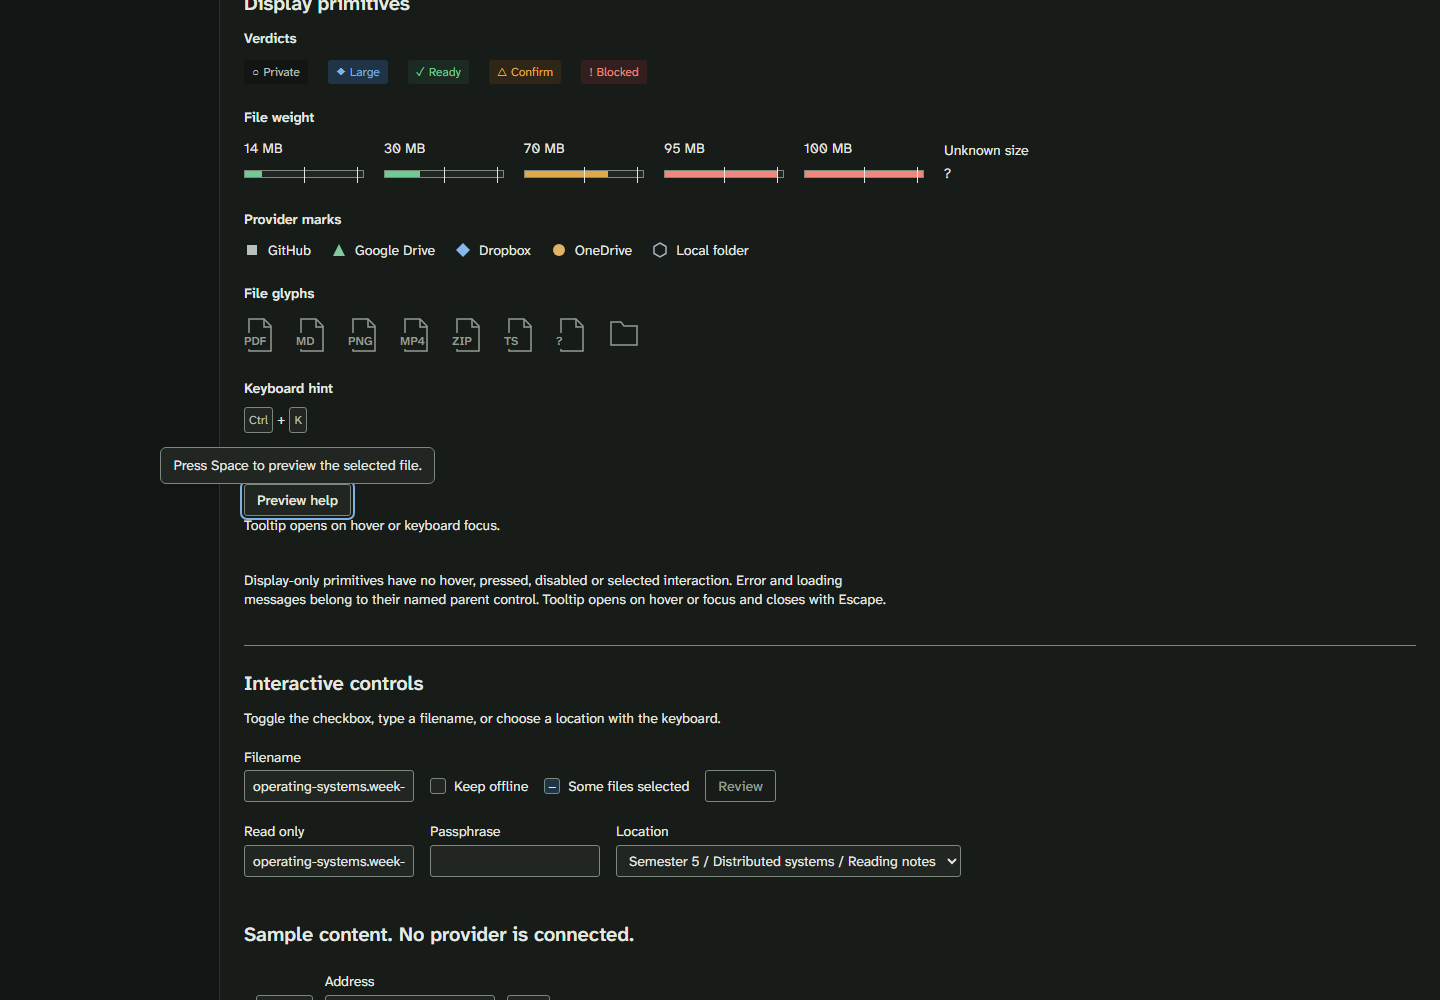 Display primitives
Verdicts
○ Private
◆ Large
✓ Ready
△ Confirm
! Blocked
File weight
14 MB
30 MB
70 MB
95 MB
100 MB
Unknown size
?
Provider marks
GitHub
Google Drive
Dropbox
OneDrive
Local folder
File glyphs
PDF
MD
PNG
MP4
ZIP
TS
?
Keyboard hint
Ctrl + K
Press Space to preview the selected file.
Preview help
Tooltip opens on hover or keyboard focus.
Display-only primitives have no hover, pressed, disabled or selected interaction. Error and loading
messages belong to their named parent control. Tooltip opens on hover or focus and closes with Escape.
Interactive controls
Toggle the checkbox, type a filename, or choose a location with the keyboard.
Filename
operating-systems.week-
Keep offline
Some files selected
Review
Read only
Passphrase
Location
operating-systems.week-
Semester 5 / Distributed systems / Reading notes
Sample content. No provider is connected.
Address